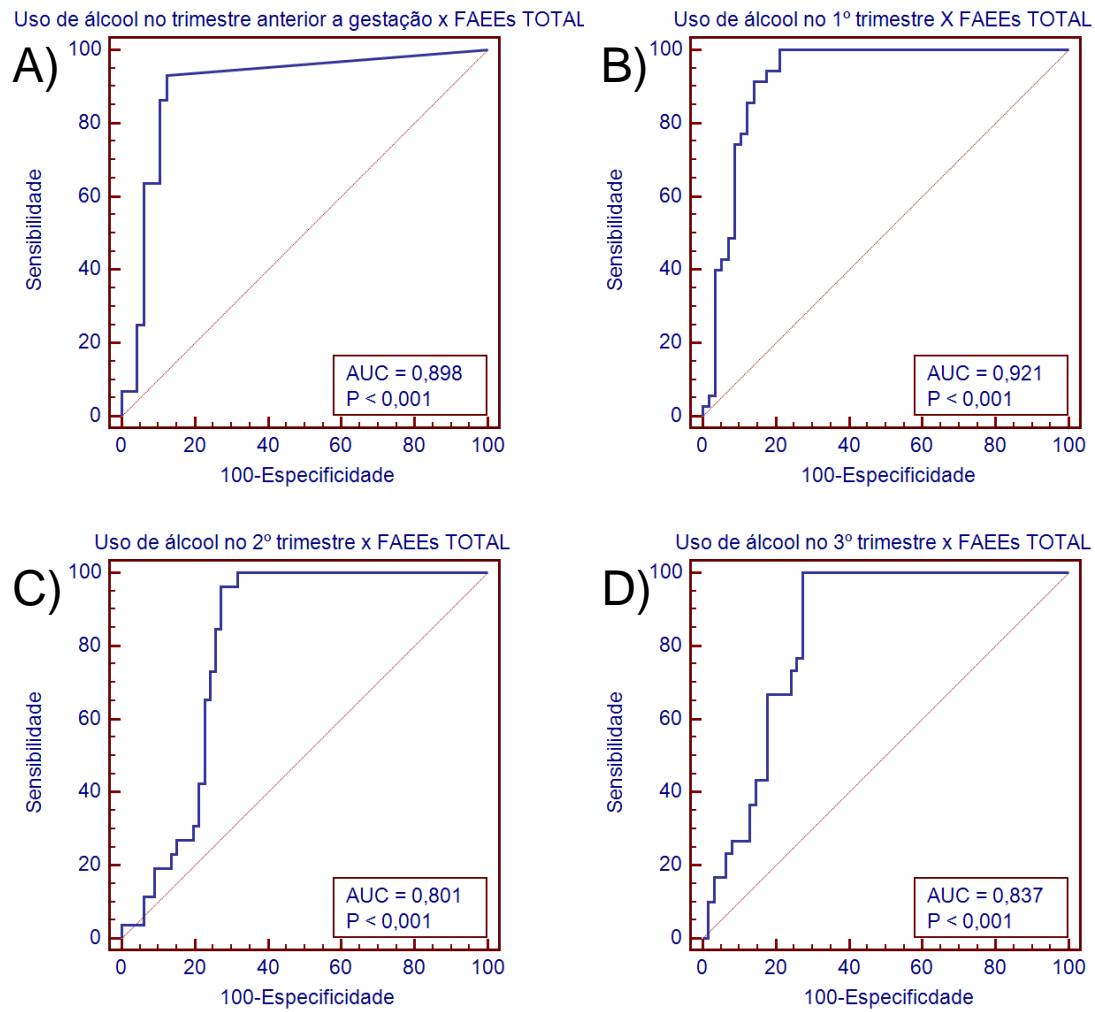 Uso de álcool no trimestre anterior a gestação x FAEEs TOTAL
A)
100
80
60
40
20
0
Sensibilidade
AUC = 0,898
P < 0,001
0 20 40 60 80 100
100-Especificidade
Uso de álcool no 1º trimestre X FAEEs TOTAL
B)
100
80
60
40
20
0
Sensibilidade
AUC = 0,921
P < 0,001
0 20 40 60 80 100
100-Especificidade
Uso de álcool no 2º trimestre x FAEEs TOTAL
C)
100
80
60
40
20
0
Sensibilidade
AUC = 0,801
P < 0,001
0 20 40 60 80 100
100-Especificidade
Uso de álcool no 3º trimestre x FAEEs TOTAL
D)
100
80
60
40
20
0
Sensibilidade
AUC = 0,837
P < 0,001
0 20 40 60 80 100
100-Especificdade